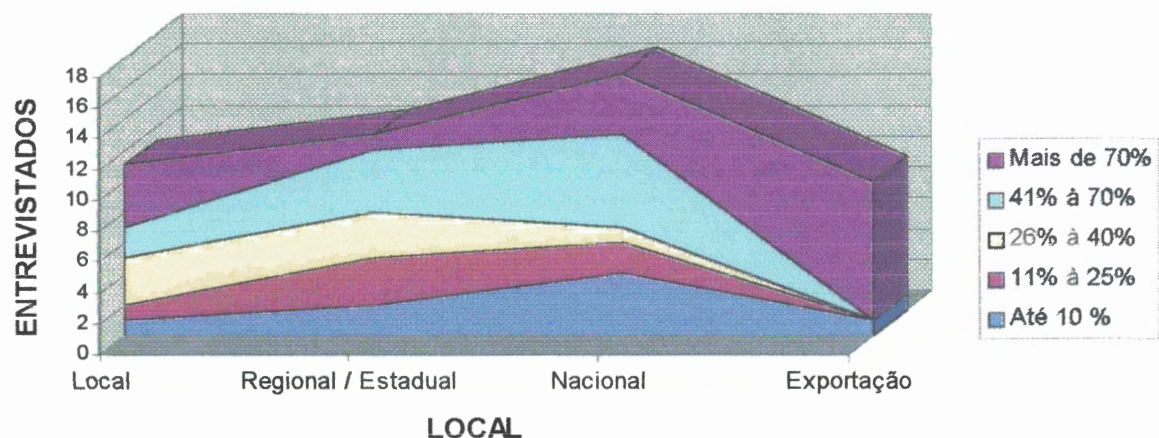 ENTREVISTADOS
18
16
14
12
10
8
6
4
2
0
Local
Regional / Estadual
Nacional
Exportação
LOCAL
Mais de 70%
41% à 70%
26% à 40%
11% à 25%
Até 10 %